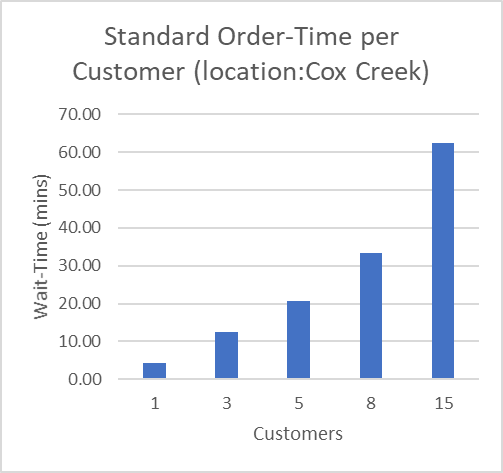 Standard Order-Time per
Customer (location:Cox Creek)
Wait-Time (mins)
70.00
60.00
50.00
40.00
30.00
20.00
10.00
0.00
1 3 5 8 15
Customers